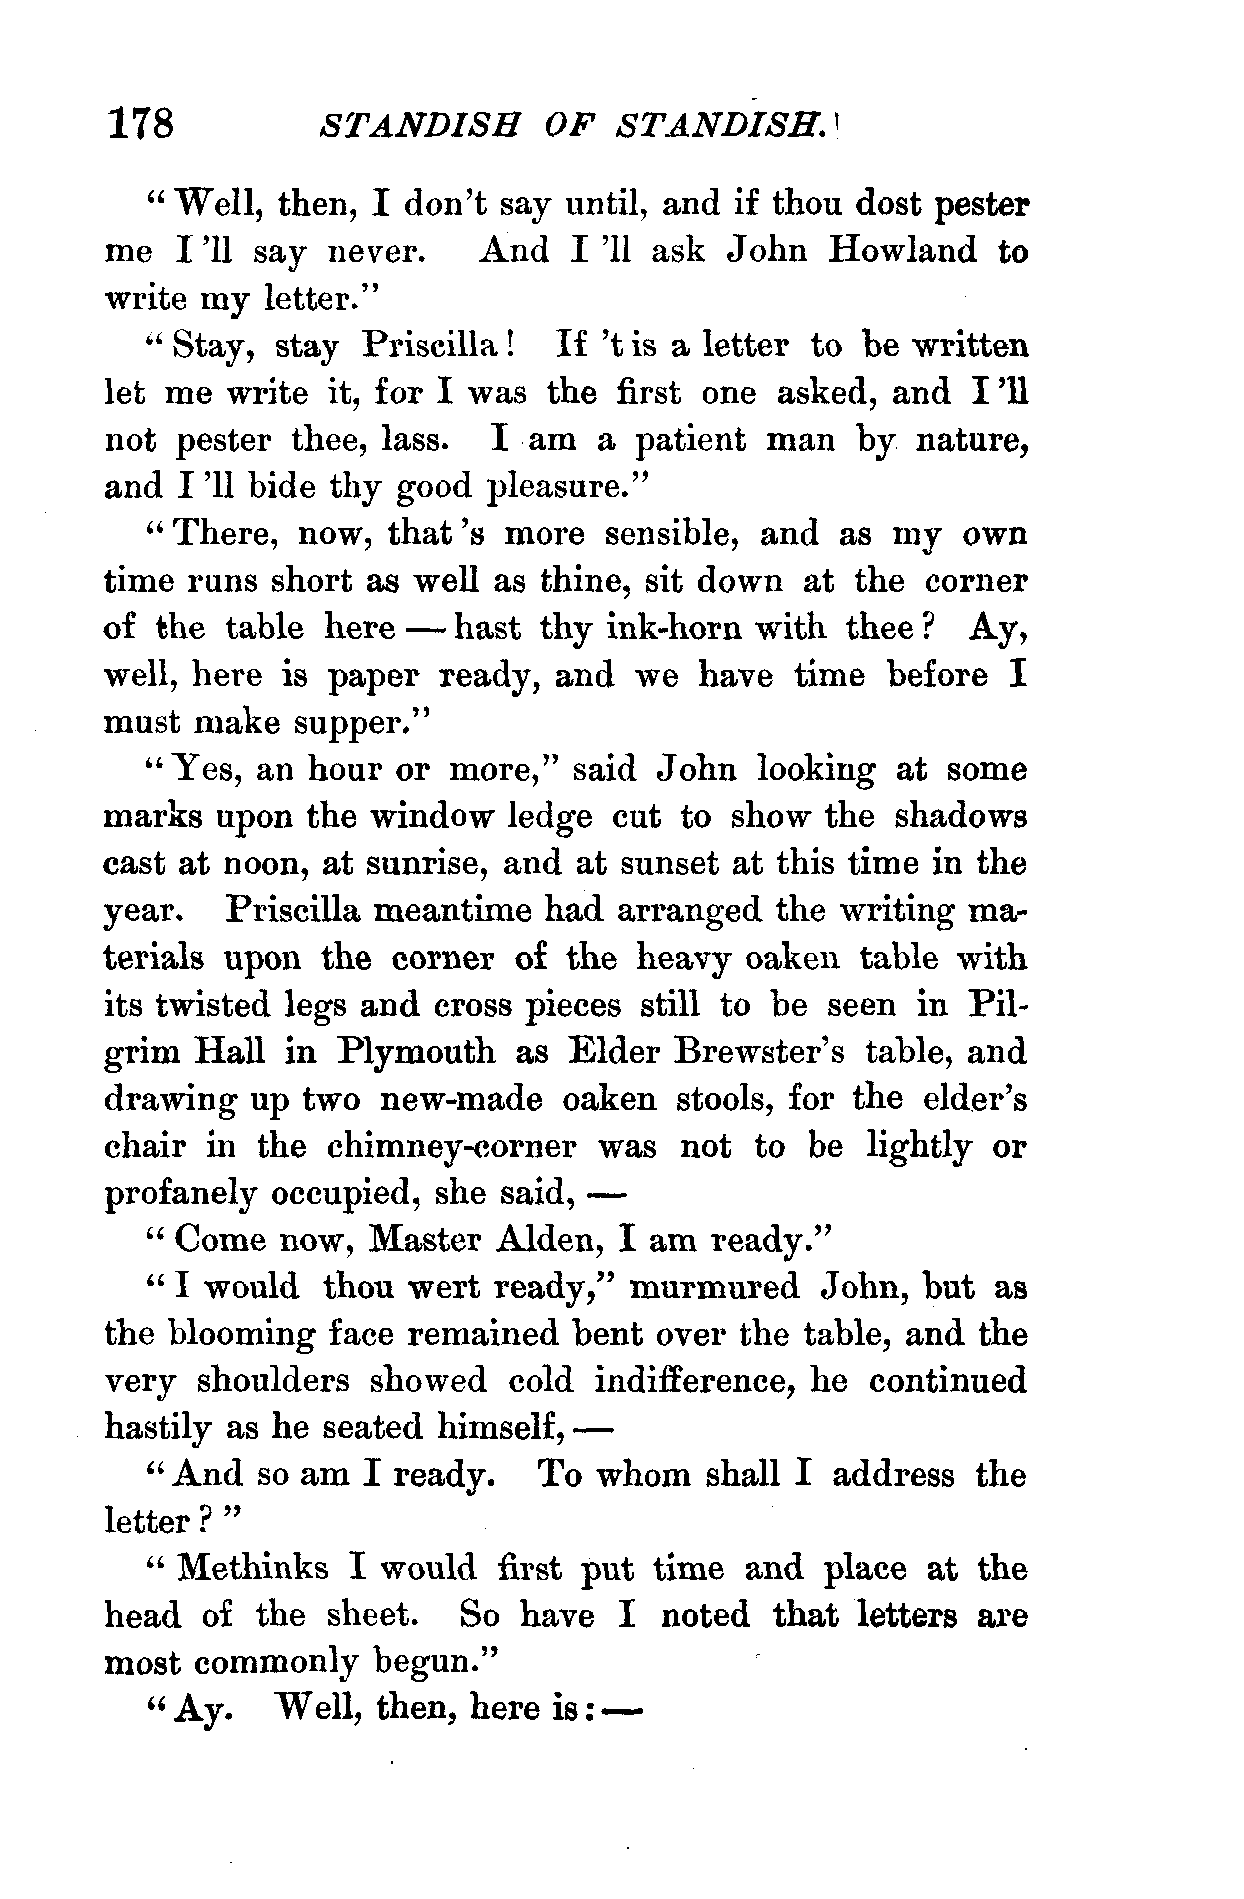 178 STANDISH OF STANDISH.
“Well, then, I don't say until, and if thou dost pester
me I'll say never. And I'll ask John Howland to
write my letter.”
“Stay, stay Priscilla! If 't is a letter to be written
let me write it, for I was the first one asked, and I'll
not pester thee, lass. I am a patient man by nature,
and I'll bide thy good pleasure.”
“There, now, that's more sensible, and as my own
time runs short as well as thine, sit down at the corner
of the table here — hast thy ink-horn with thee? Ay,
well, here is paper ready, and we have time before I
must make supper.”
“Yes, an hour or more,” said John looking at some
marks upon the window ledge cut to show the shadows
cast at noon, at sunrise, and at sunset at this time in the
year. Priscilla meantime had arranged the writing ma-
terials upon the corner of the heavy oaken table with
its twisted legs and cross pieces still to be seen in Pil-
grim Hall in Plymouth as Elder Brewster's table, and
drawing up two new-made oaken stools, for the elder's
chair in the chimney-corner was not to be lightly or
profanely occupied, she said, —
“Come now, Master Alden, I am ready.”
“I would thou wert ready,” murmured John, but as
the blooming face remained bent over the table, and the
very shoulders showed cold indifference, he continued
hastily as he seated himself, —
“And so am I ready. To whom shall I address the
letter?”
“Methinks I would first put time and place at the
head of the sheet. So have I noted that letters are
most commonly begun.”
“Ay. Well, then, here is: —